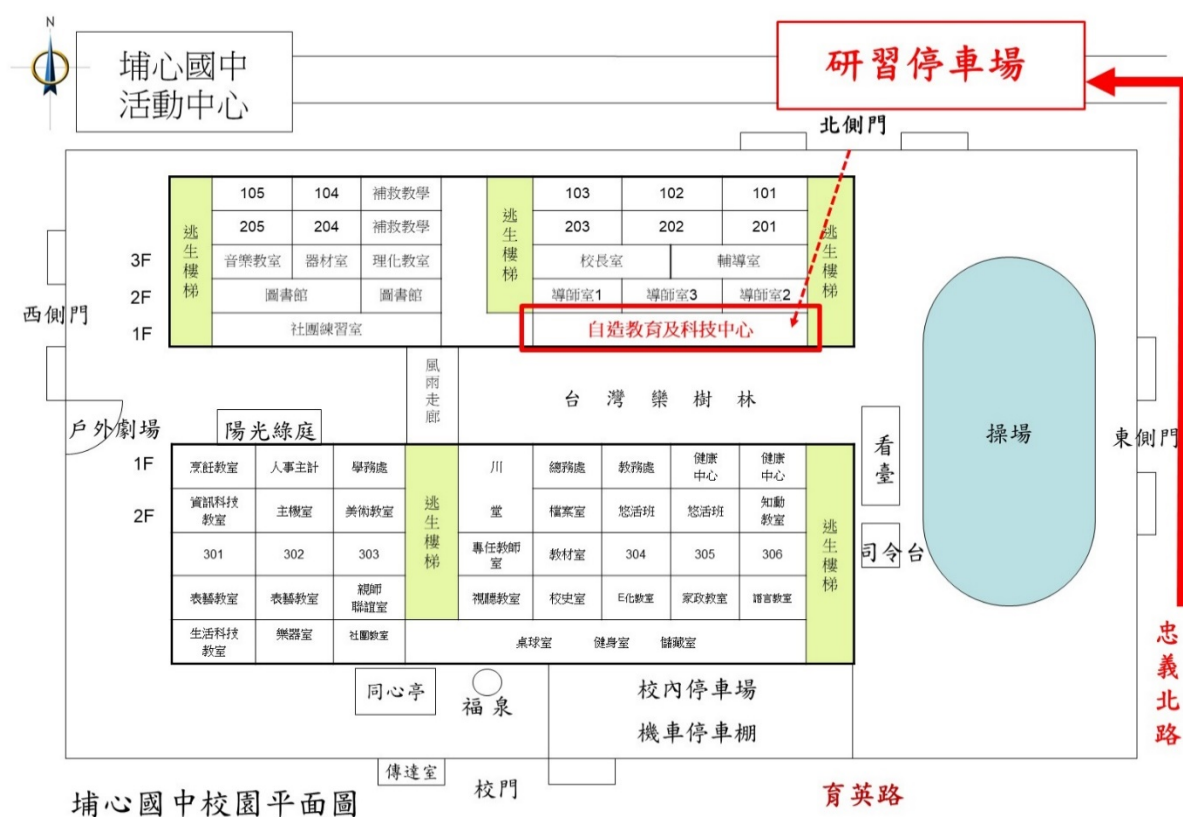 N
埔心國中
活動中心
研習停車場
北側門
105 104 補救教學
103 102 101
205 204 補救教學
203 202 201
逃生樓梯
逃生樓梯
逃生樓梯
3F
音樂教室 器材室 理化教室
校長室 輔導室
2F
圖書館 圖書館
導師室1 導師室3 導師室2
西側門
1F
社團練習室
自造教育及科技中心
風雨走廊
台灣欒樹林
戶外劇場
陽光綠庭
看臺
操場
東側門
1F
烹飪教室 人事主計 學務處
川堂
總務處 教務處 健康中心 健康中心
2F
資訊科技教室 主機室 美術教室
檔案室 悠活班 悠活班 知動教室
逃生樓梯
逃生樓梯
司令台
301 302 303
專任教師室 教材室 304 305 306
表藝教室 表藝教室 親師聯誼室
視聽教室 校史室 E化教室 家政教室 語言教室
生活科技教室 樂器室 社團教室
桌球室 健身室 儲藏室
忠義北路
同心亭
福泉
校內停車場
機車停車棚
傳達室
校門
育英路
埔心國中校園平面圖